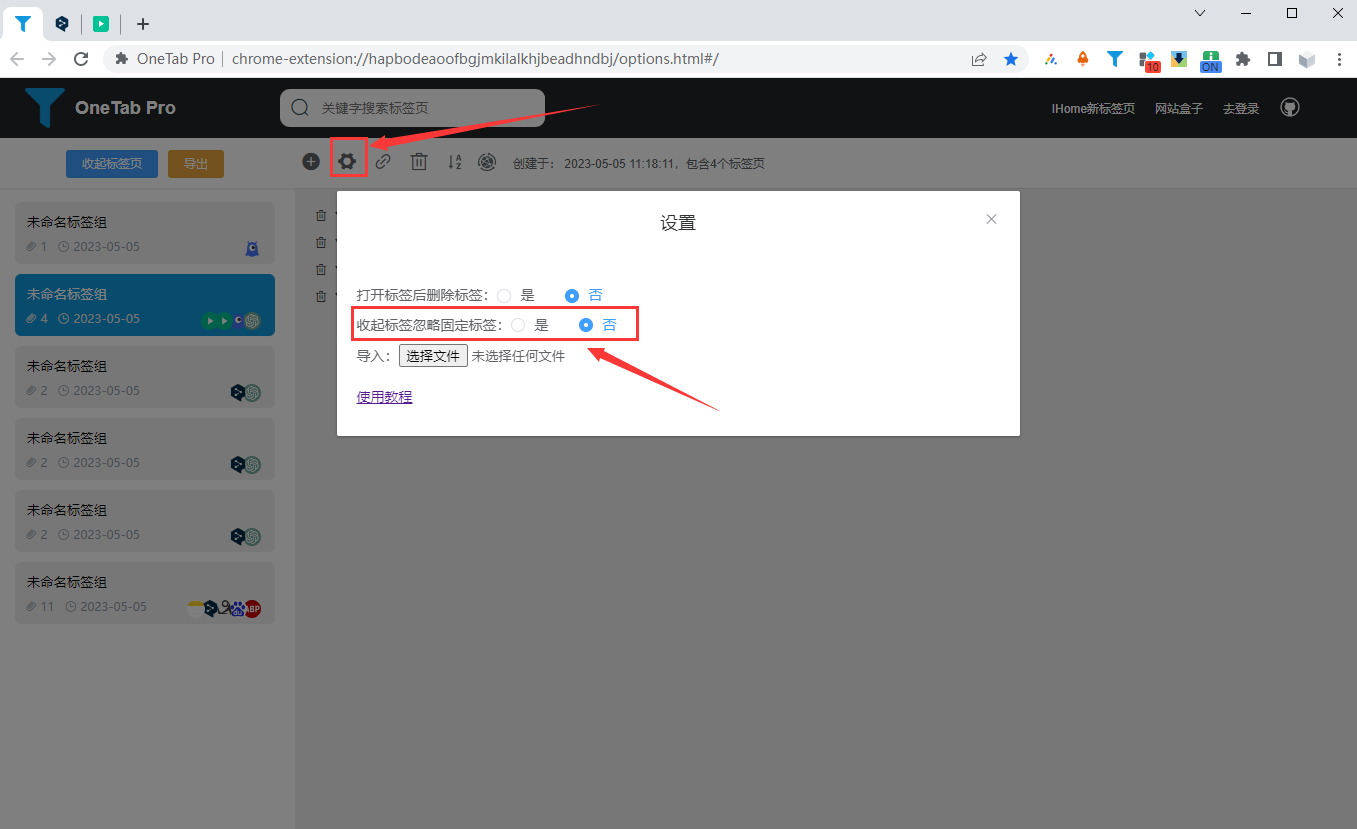 OneTab Pro
chrome-extension://hapbodeaoofbgjmkilalkhjbeadhndbj/options.html#/
10
ON
OneTab Pro
关键字搜索标签页
IHome新标签页
网站盒子
去登录
收起标签页
导出
创建于： 2023-05-05 11:18:11，包含4个标签页
未命名标签组
1 2023-05-05
未命名标签组
4 2023-05-05
未命名标签组
2 2023-05-05
未命名标签组
2 2023-05-05
未命名标签组
2 2023-05-05
未命名标签组
11 2023-05-05
du
ABP
设置
打开标签后删除标签： 是 否
收起标签忽略固定标签： 是 否
导入： 选择文件 未选择任何文件
使用教程